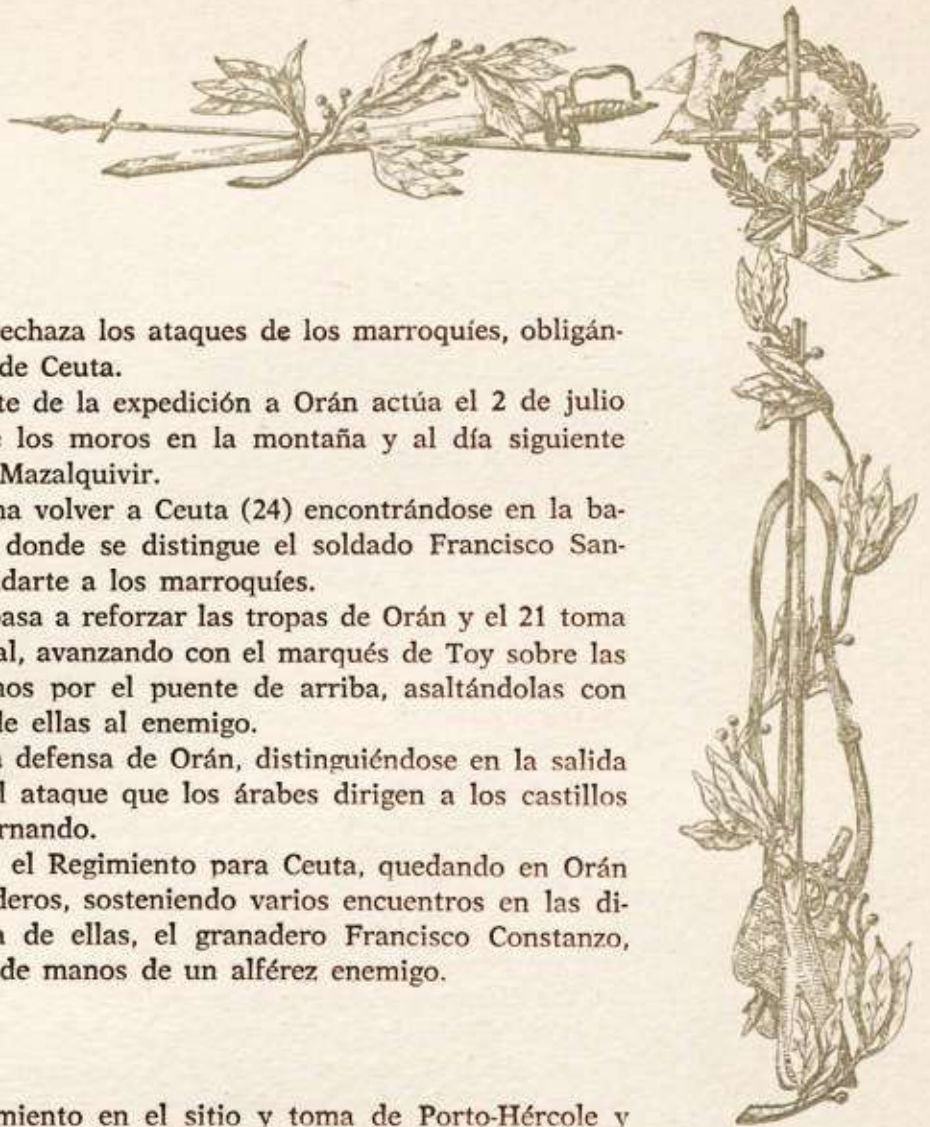 echaza los ataques de los marroquíes, obligán-
de Ceuta.
te de la expedición a Orán actúa el 2 de julio
los moros en la montaña y al día siguiente
Mazalquivir.
na volver a Ceuta (24) encontrándose en la ba-
donde se distingue el soldado Francisco San-
darte a los marroquíes.
pasa a reforzar las tropas de Orán y el 21 toma
al, avanzando con el marqués de Toy sobre las
nos por el puente de arriba, asaltándolas con
de ellas al enemigo.
defensa de Orán, distinguiéndose en la salida
l ataque que los árabes dirigen a los castillos
rnando.
el Regimiento para Ceuta, quedando en Orán
deros, sosteniendo varios encuentros en las di-
a de ellas, el granadero Francisco Constanzo,
de manos de un alférez enemigo.
miento en el sitio y toma de Porto-Hércole y